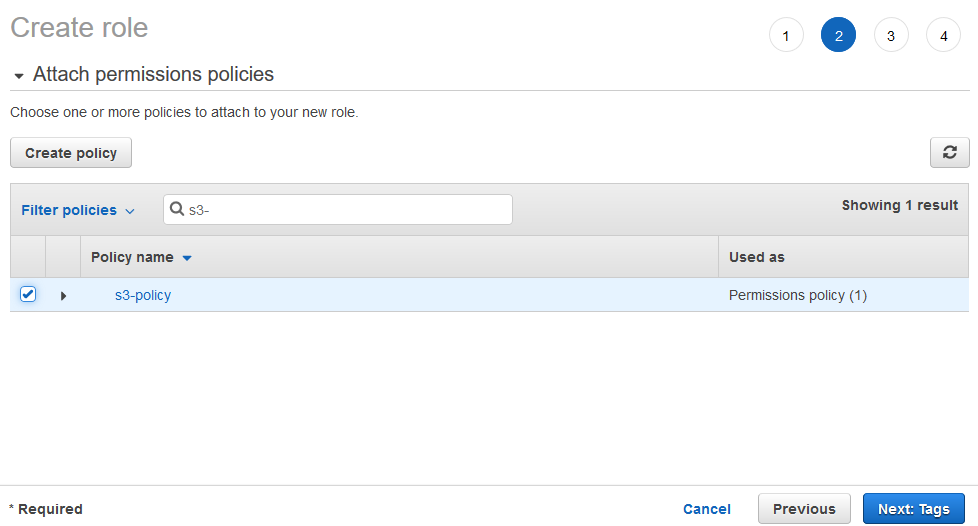 Create role
1 2 3 4
Attach permissions policies
Choose one or more policies to attach to your new role.
Create policy
Filter policies s3- Showing 1 result
Policy name Used as
s3-policy Permissions policy (1)
* Required Cancel Previous Next: Tags